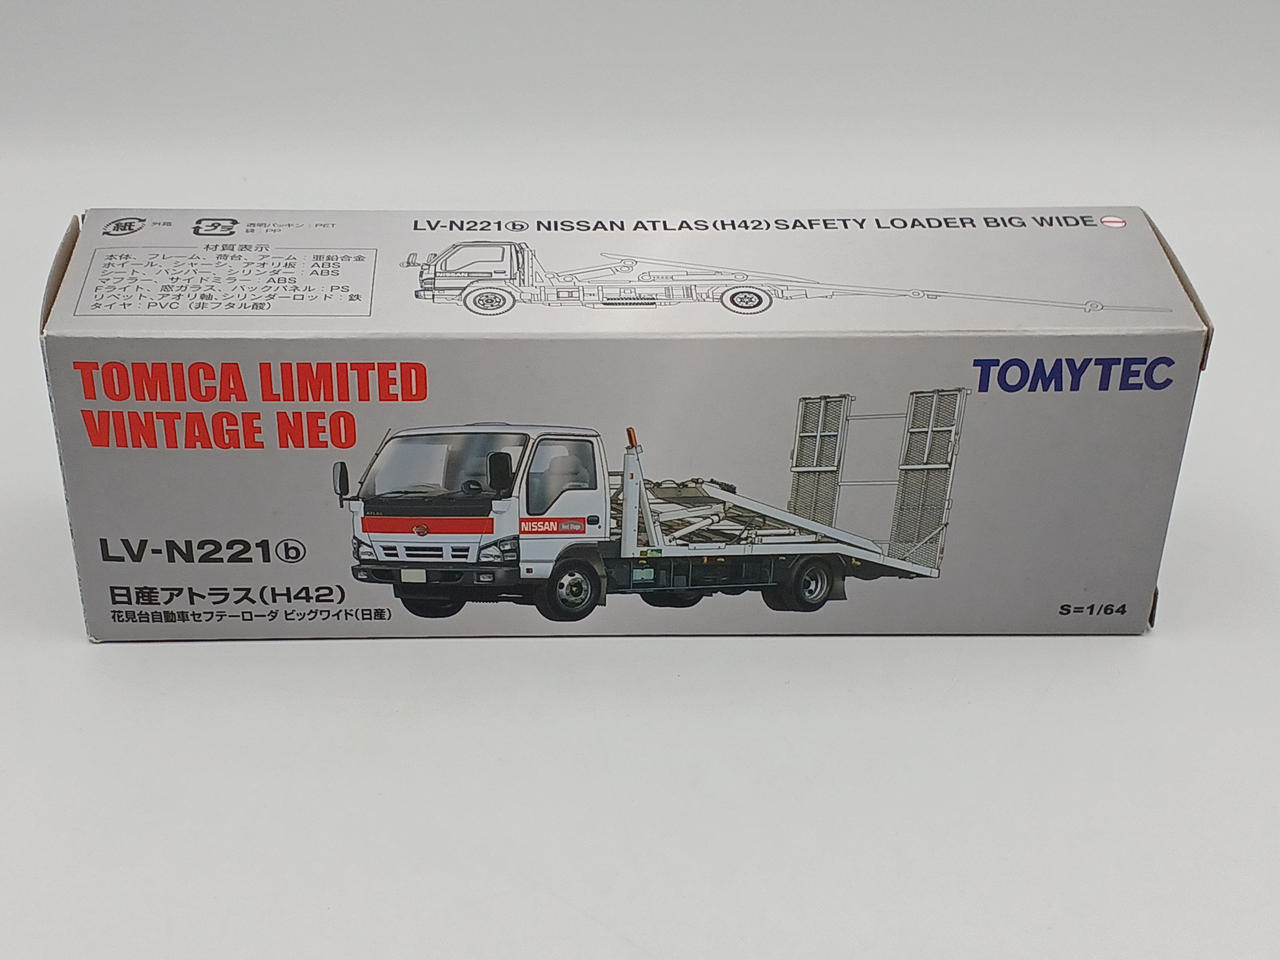 紙 外箱
プラ 透明パッキン:PET
袋:PP
LV-N221ⓑ NISSAN ATLAS(H42)SAFETY LOADER BIG WIDE
材質表示
本体、フレーム、荷台、アーム:亜鉛合金
ホイール、シャーシ、アオリ板:ABS
シート、バンパー、シリンダー:ABS
マフラー、サイドミラー:ABS
Fライト、窓ガラス、バックパネル:PS
リベット、アオリ軸、シリンダーロッド:鉄
タイヤ:PVC(非フタル酸)
NISSAN
TOMICA LIMITED
VINTAGE NEO
TOMYTEC
ATLAS
NISSAN Red Stage
LV-N221ⓑ
日産アトラス(H42)
花見台自動車セフテーローダ ビッグワイド(日産)
S=1/64